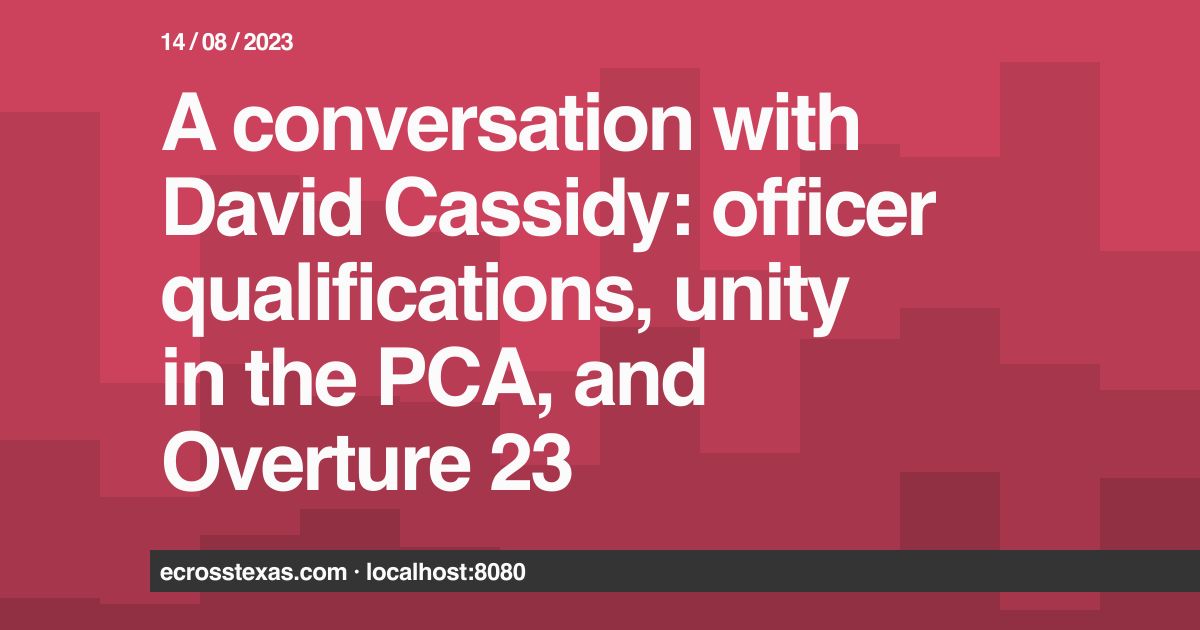 14 / 08 / 2023
A conversation with
David Cassidy: officer
qualifications, unity
in the PCA, and
Overture 23
ecrosstexas.com · localhost:8080